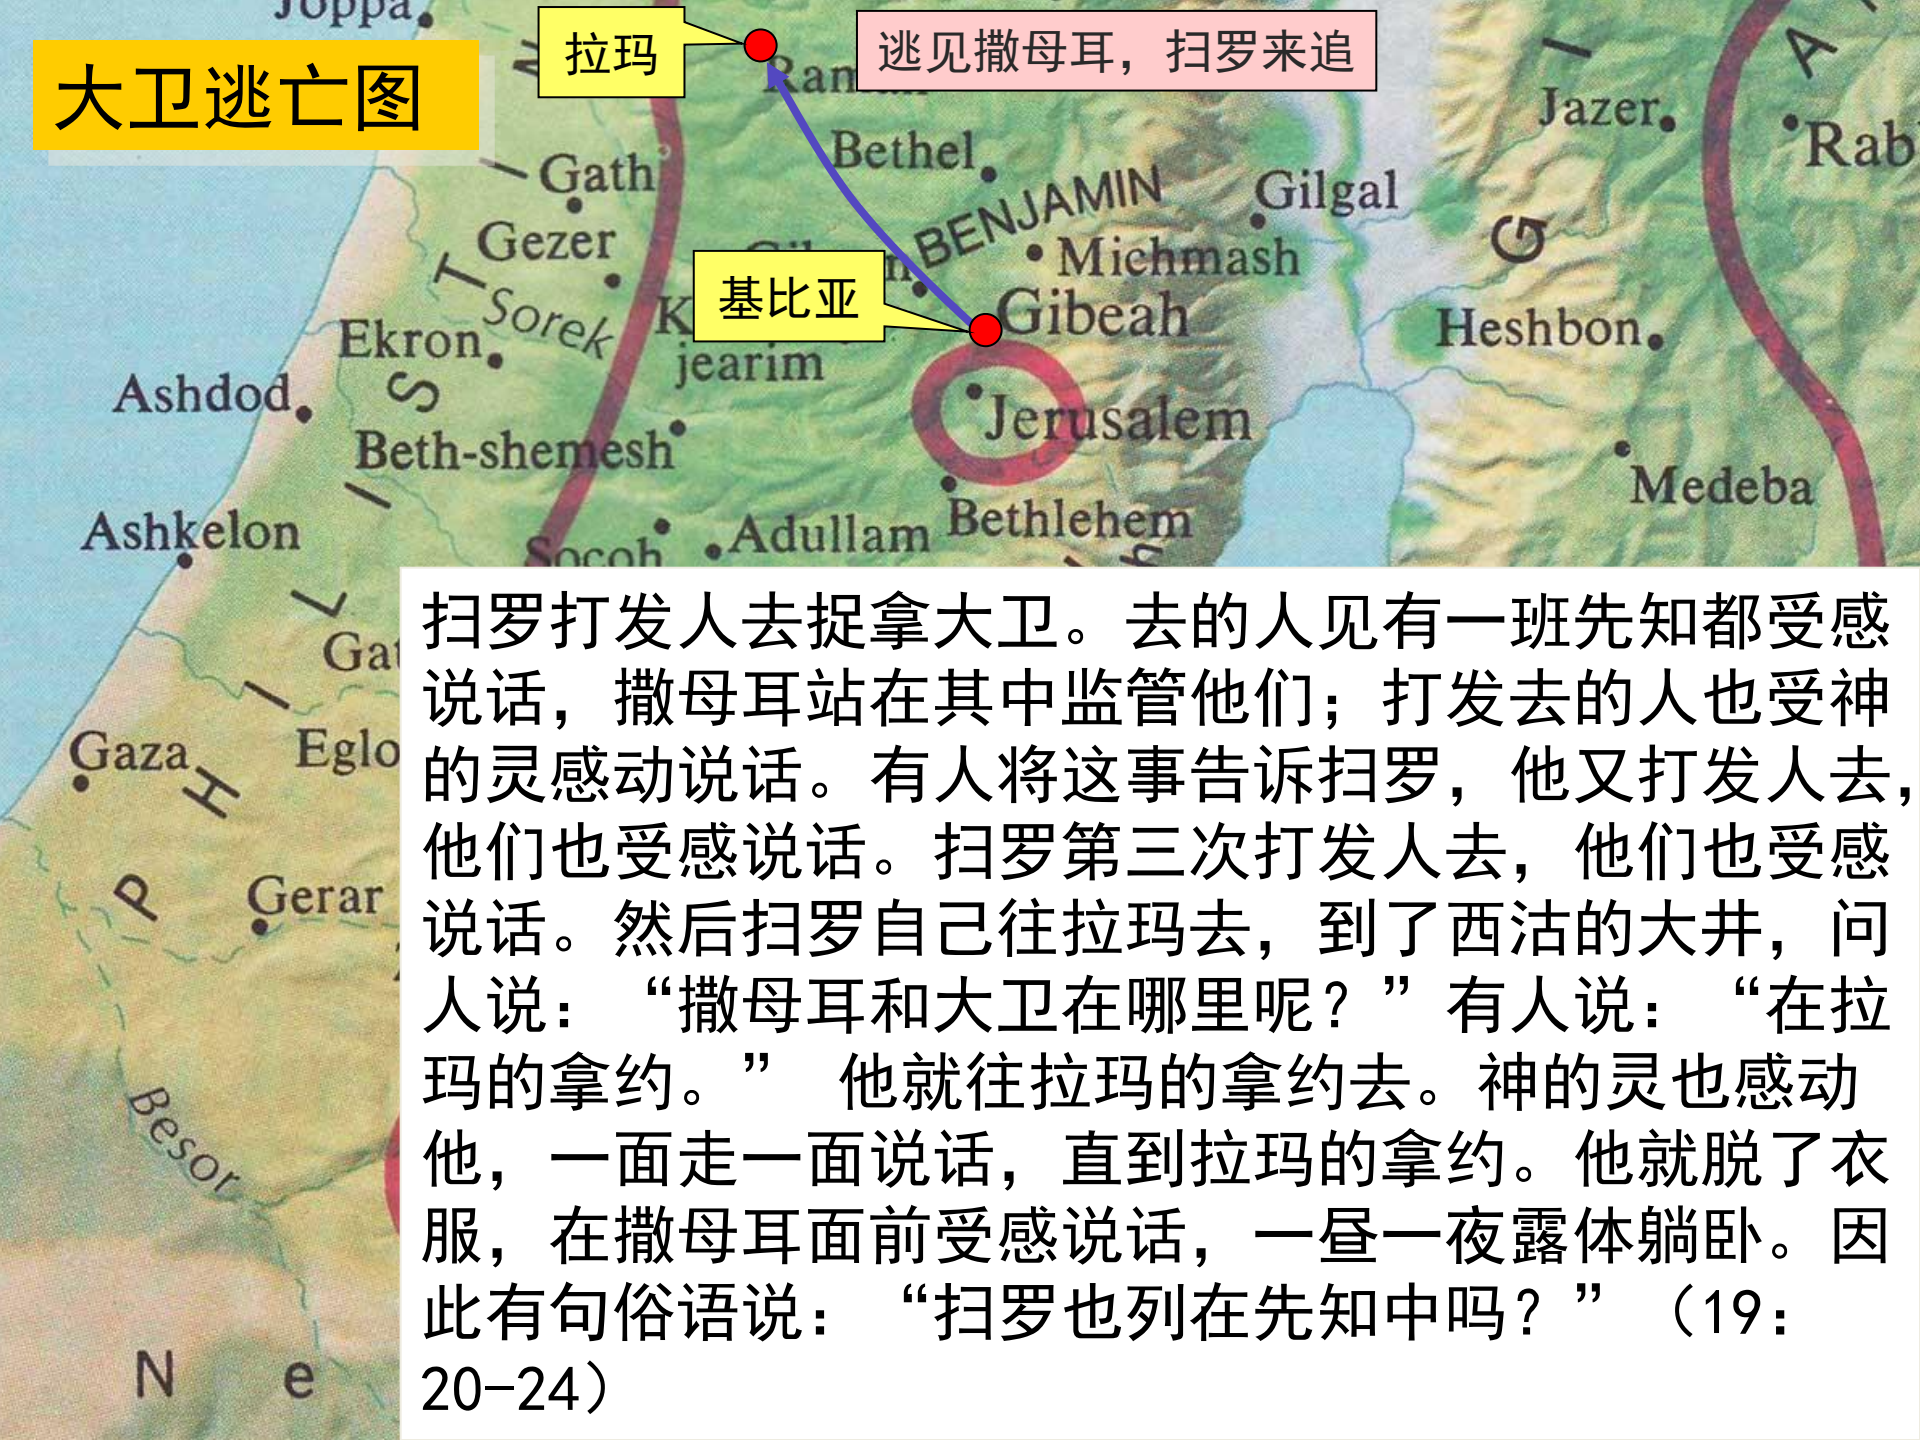 Joppa
大卫逃亡图
拉玛
逃见撒母耳，扫罗来追
Jazer
Bethel
Gath
BENJAMIN
Gilgal
Gezer
Michmash
G
Sorek
基比亚
Gibeah
Ekron
Heshbon
jearim
Ashdod
Jerusalem
Beth-shemesh
Medeba
Ashkelon
Adullam
Bethlehem
Socoh
Gaza
Gerar
Besor
P H I L I S T I N
N e
扫罗打发人去捉拿大卫。去的人见有一班先知都受感
说话，撒母耳站在其中监管他们；打发去的人也受神
的灵感动说话。有人将这事告诉扫罗，他又打发人去，
他们也受感说话。扫罗第三次打发人去，他们也受感
说话。然后扫罗自己往拉玛去，到了西沽的大井，问
人说：“撒母耳和大卫在哪里呢？”有人说：“在拉
玛的拿约。” 他就往拉玛的拿约去。神的灵也感动
他，一面走一面说话，直到拉玛的拿约。他就脱了衣
服，在撒母耳面前受感说话，一昼一夜露体躺卧。因
此有句俗语说：“扫罗也列在先知中吗？”（19：
20-24）